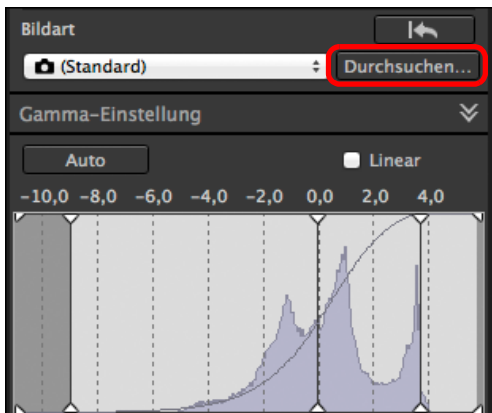 Bildart
(Standard) Durchsuchen...
Gamma-Einstellung
Auto Linear
-10,0 -8,0 -6,0 -4,0 -2,0 0,0 2,0 4,0